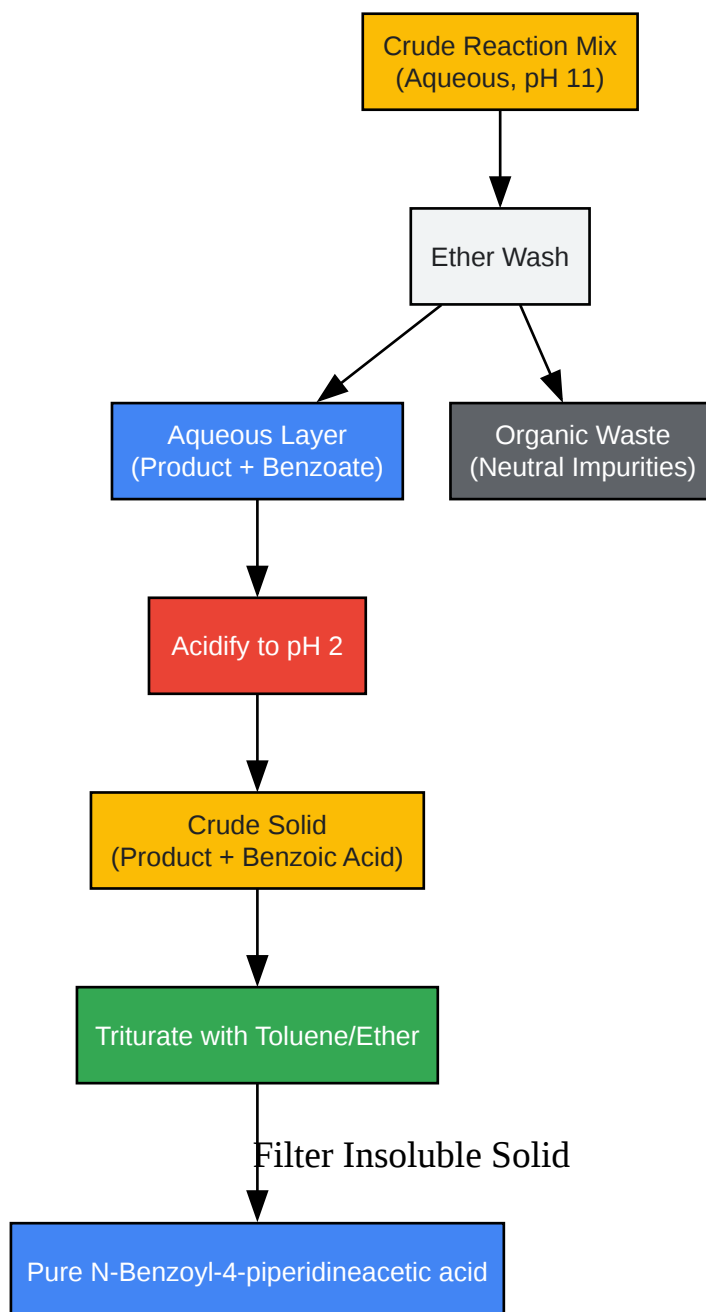 Crude Reaction Mix
(Aqueous, pH 11)
Ether Wash
Aqueous Layer
(Product + Benzoate)
Organic Waste
(Neutral Impurities)
Acidify to pH 2
Crude Solid
(Product + Benzoic Acid)
Triturate with Toluene/Ether
Filter Insoluble Solid
Pure N-Benzoyl-4-piperidineacetic acid